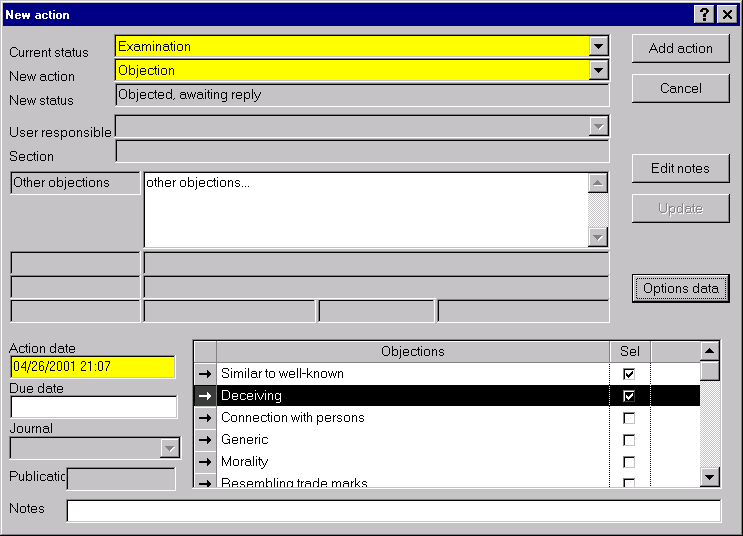 New action
Current status Examination Add action
New action Objection
New status Objected, awaiting reply Cancel
User responsible
Section
Other objections other objections... Edit notes
Update
Options data
Action date
04/26/2001 21:07
Objections Sel
Similar to well-known
Due date
Deceiving
Connection with persons
Journal
Generic
Morality
Publicatic
Resembling trade marks
Notes